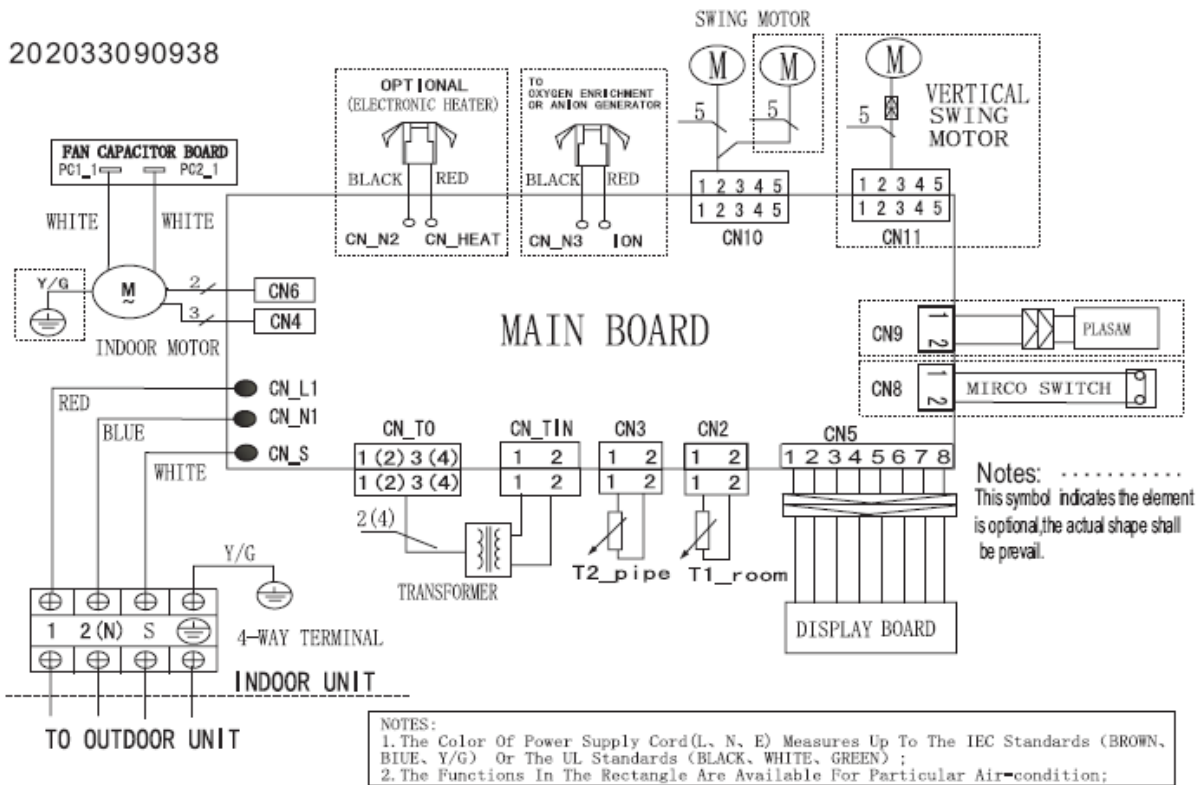 202033090938
SWING MOTOR
M
M
M
5
5
5
VERTICAL
SWING
MOTOR
OPTIONAL
(ELECTRONIC HEATER)
BLACK
RED
CN_N2
CN_HEAT
TO
OXYGEN ENRICHMENT
OR ANION GENERATOR
BLACK
RED
CN_N3
ION
1 2 3 4 5
1 2 3 4 5
CN10
1 2 3 4 5
1 2 3 4 5
CN11
FAN CAPACITOR BOARD
PC1_1
PC2_1
WHITE
WHITE
Y/G
M
~
2
CN6
3
CN4
INDOOR MOTOR
MAIN BOARD
CN9
1
2
PLASAM
CN8
1
2
MIRCO SWITCH
RED
CN_L1
BLUE
CN_N1
WHITE
CN_S
CN_TO
1 (2) 3 (4)
1 (2) 3 (4)
2(4)
CN_TIN
1 2
1 2
TRANSFORMER
CN3
1 2
1 2
T2_pipe
CN2
1 2
1 2
T1_room
CN5
1 2 3 4 5 6 7 8
DISPLAY BOARD
Notes: ...........
This symbol indicates the element
is optional,the actual shape shall
be prevail.
Y/G
1 2(N) S
4-WAY TERMINAL
INDOOR UNIT
TO OUTDOOR UNIT
NOTES:
1.The Color Of Power Supply Cord(L、N、E) Measures Up To The IEC Standards (BROWN、
BIUE、Y/G) Or The UL Standards (BLACK、WHITE、GREEN) ;
2.The Functions In The Rectangle Are Available For Particular Air-condition;